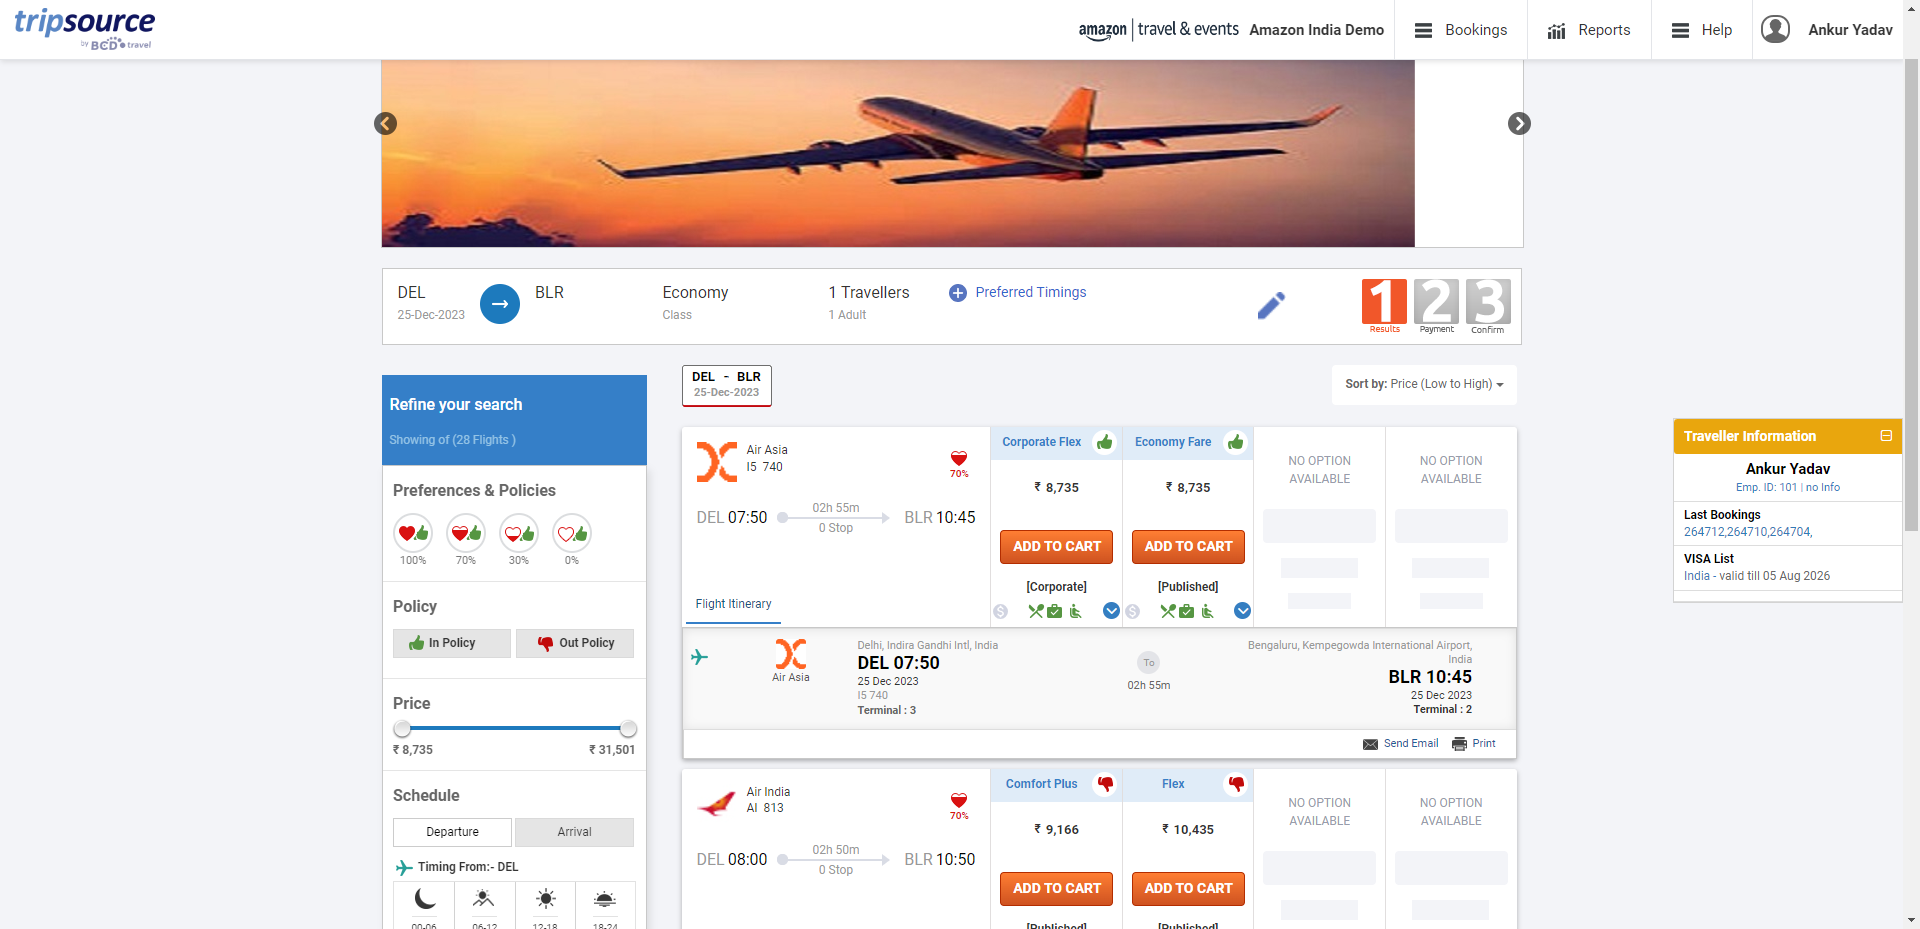 tripsource
by BCD travel
amazon | travel & events Amazon India Demo
Bookings
Reports
Help
Ankur Yadav
DEL
25-Dec-2023
BLR
Economy
Class
1 Travellers
1 Adult
Preferred Timings
1 2 3
Results Payment Confirm
Refine your search
Showing of (28 Flights )
Preferences & Policies
100% 70% 30% 0%
Policy
In Policy Out Policy
Price
₹ 8,735 ₹ 31,501
Schedule
Departure Arrival
Timing From:- DEL
00-06 06-12 12-18 18-24
DEL - BLR
25-Dec-2023
Sort by: Price (Low to High)
Air Asia
I5 740
70%
DEL 07:50
02h 55m
0 Stop
BLR 10:45
Flight Itinerary
Corporate Flex
₹ 8,735
ADD TO CART
[Corporate]
Economy Fare
₹ 8,735
ADD TO CART
[Published]
NO OPTION
AVAILABLE
NO OPTION
AVAILABLE
Air Asia
Delhi, Indira Gandhi Intl, India
DEL 07:50
25 Dec 2023
I5 740
Terminal : 3
To
02h 55m
Bengaluru, Kempegowda International Airport,
India
BLR 10:45
25 Dec 2023
Terminal : 2
Send Email Print
Air India
AI 813
70%
DEL 08:00
02h 50m
0 Stop
BLR 10:50
Comfort Plus
₹ 9,166
ADD TO CART
[Published]
Flex
₹ 10,435
ADD TO CART
[Published]
NO OPTION
AVAILABLE
NO OPTION
AVAILABLE
Traveller Information
Ankur Yadav
Emp. ID: 101 | no Info
Last Bookings
264712,264710,264704,
VISA List
India - valid till 05 Aug 2026